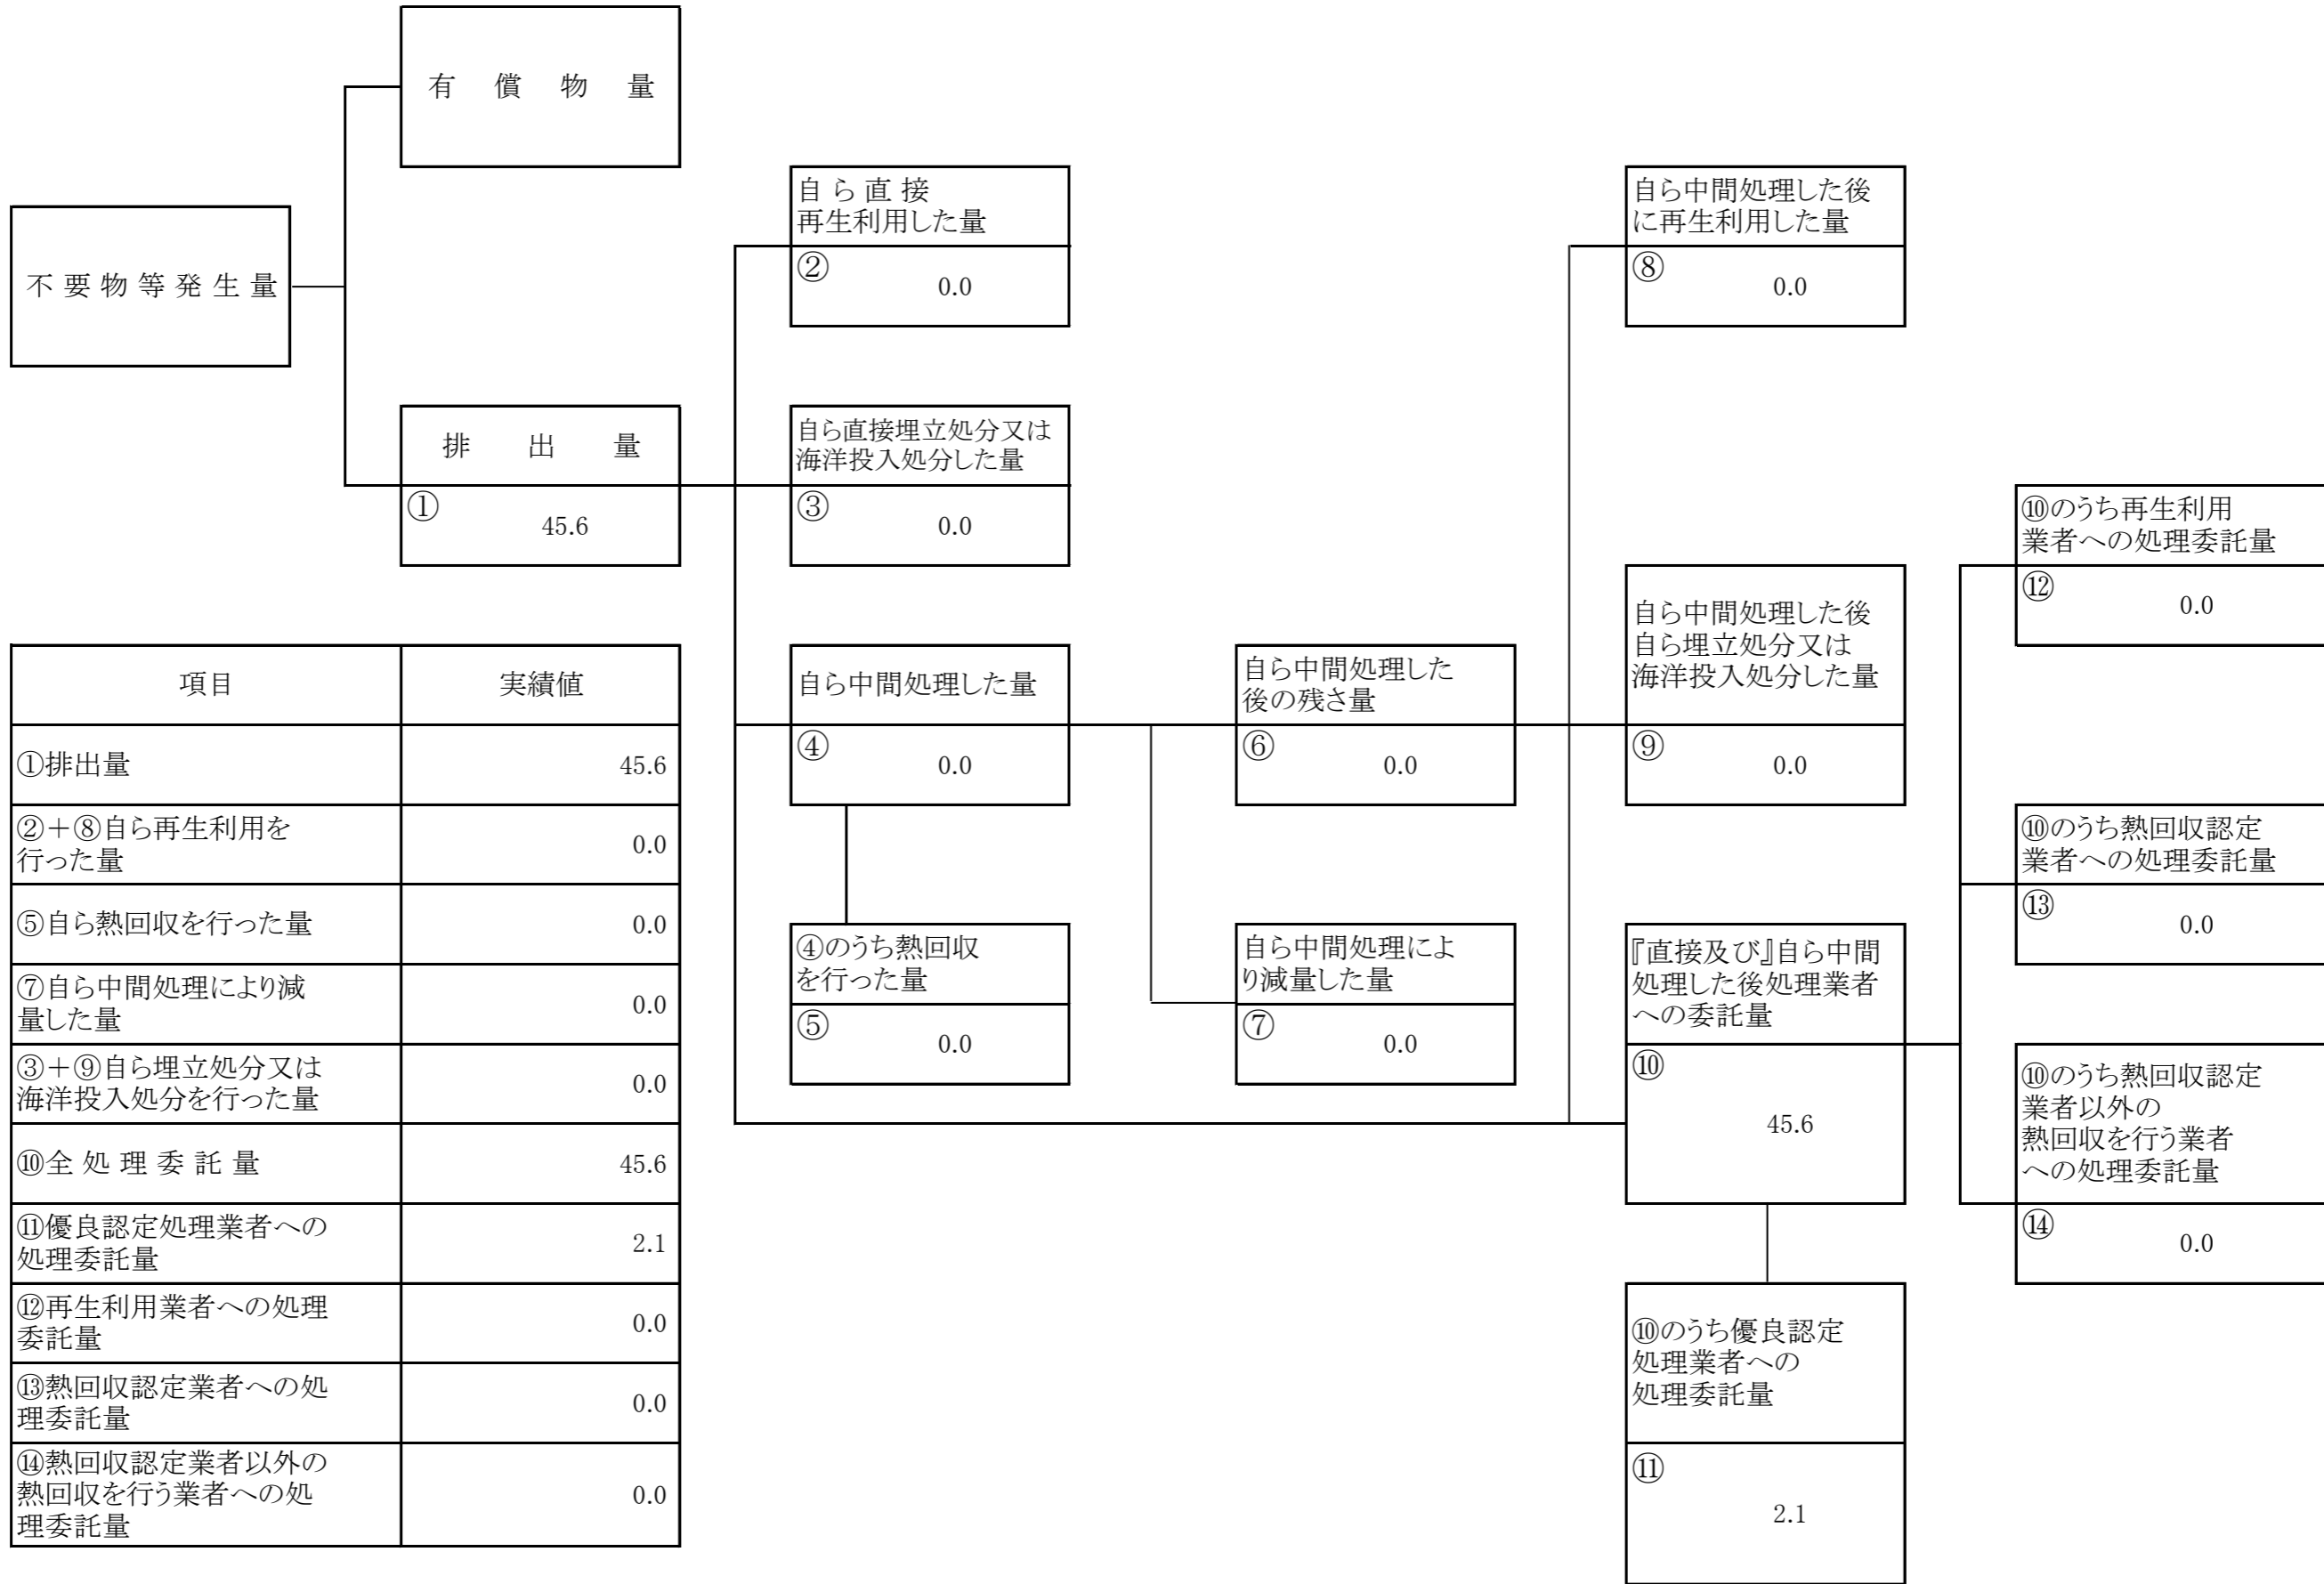 有償物量
不要物等発生量
排出量
①
45.6
自ら直接
再生利用した量
②
0.0
自ら直接埋立処分又は
海洋投入処分した量
③
0.0
自ら中間処理した量
④
0.0
④のうち熱回収
を行った量
⑤
0.0
自ら中間処理した
後の残さ量
⑥
0.0
自ら中間処理によ
り減量した量
⑦
0.0
自ら中間処理した後
に再生利用した量
⑧
0.0
自ら中間処理した後
自ら埋立処分又は
海洋投入処分した量
⑨
0.0
『直接及び』自ら中間
処理した後処理業者
への委託量
⑩
45.6
⑩のうち優良認定
処理業者への
処理委託量
⑪
2.1
⑩のうち再生利用
業者への処理委託量
⑫
0.0
⑩のうち熱回収認定
業者への処理委託量
⑬
0.0
⑩のうち熱回収認定
業者以外の
熱回収を行う業者
への処理委託量
⑭
0.0
項目 実績値
①排出量 45.6
②＋⑧自ら再生利用を
行った量 0.0
⑤自ら熱回収を行った量 0.0
⑦自ら中間処理により減
量した量 0.0
③＋⑨自ら埋立処分又は
海洋投入処分を行った量 0.0
⑩全処理委託量 45.6
⑪優良認定処理業者への
処理委託量 2.1
⑫再生利用業者への処理
委託量 0.0
⑬熱回収認定業者への処
理委託量 0.0
⑭熱回収認定業者以外の
熱回収を行う業者への処
理委託量 0.0